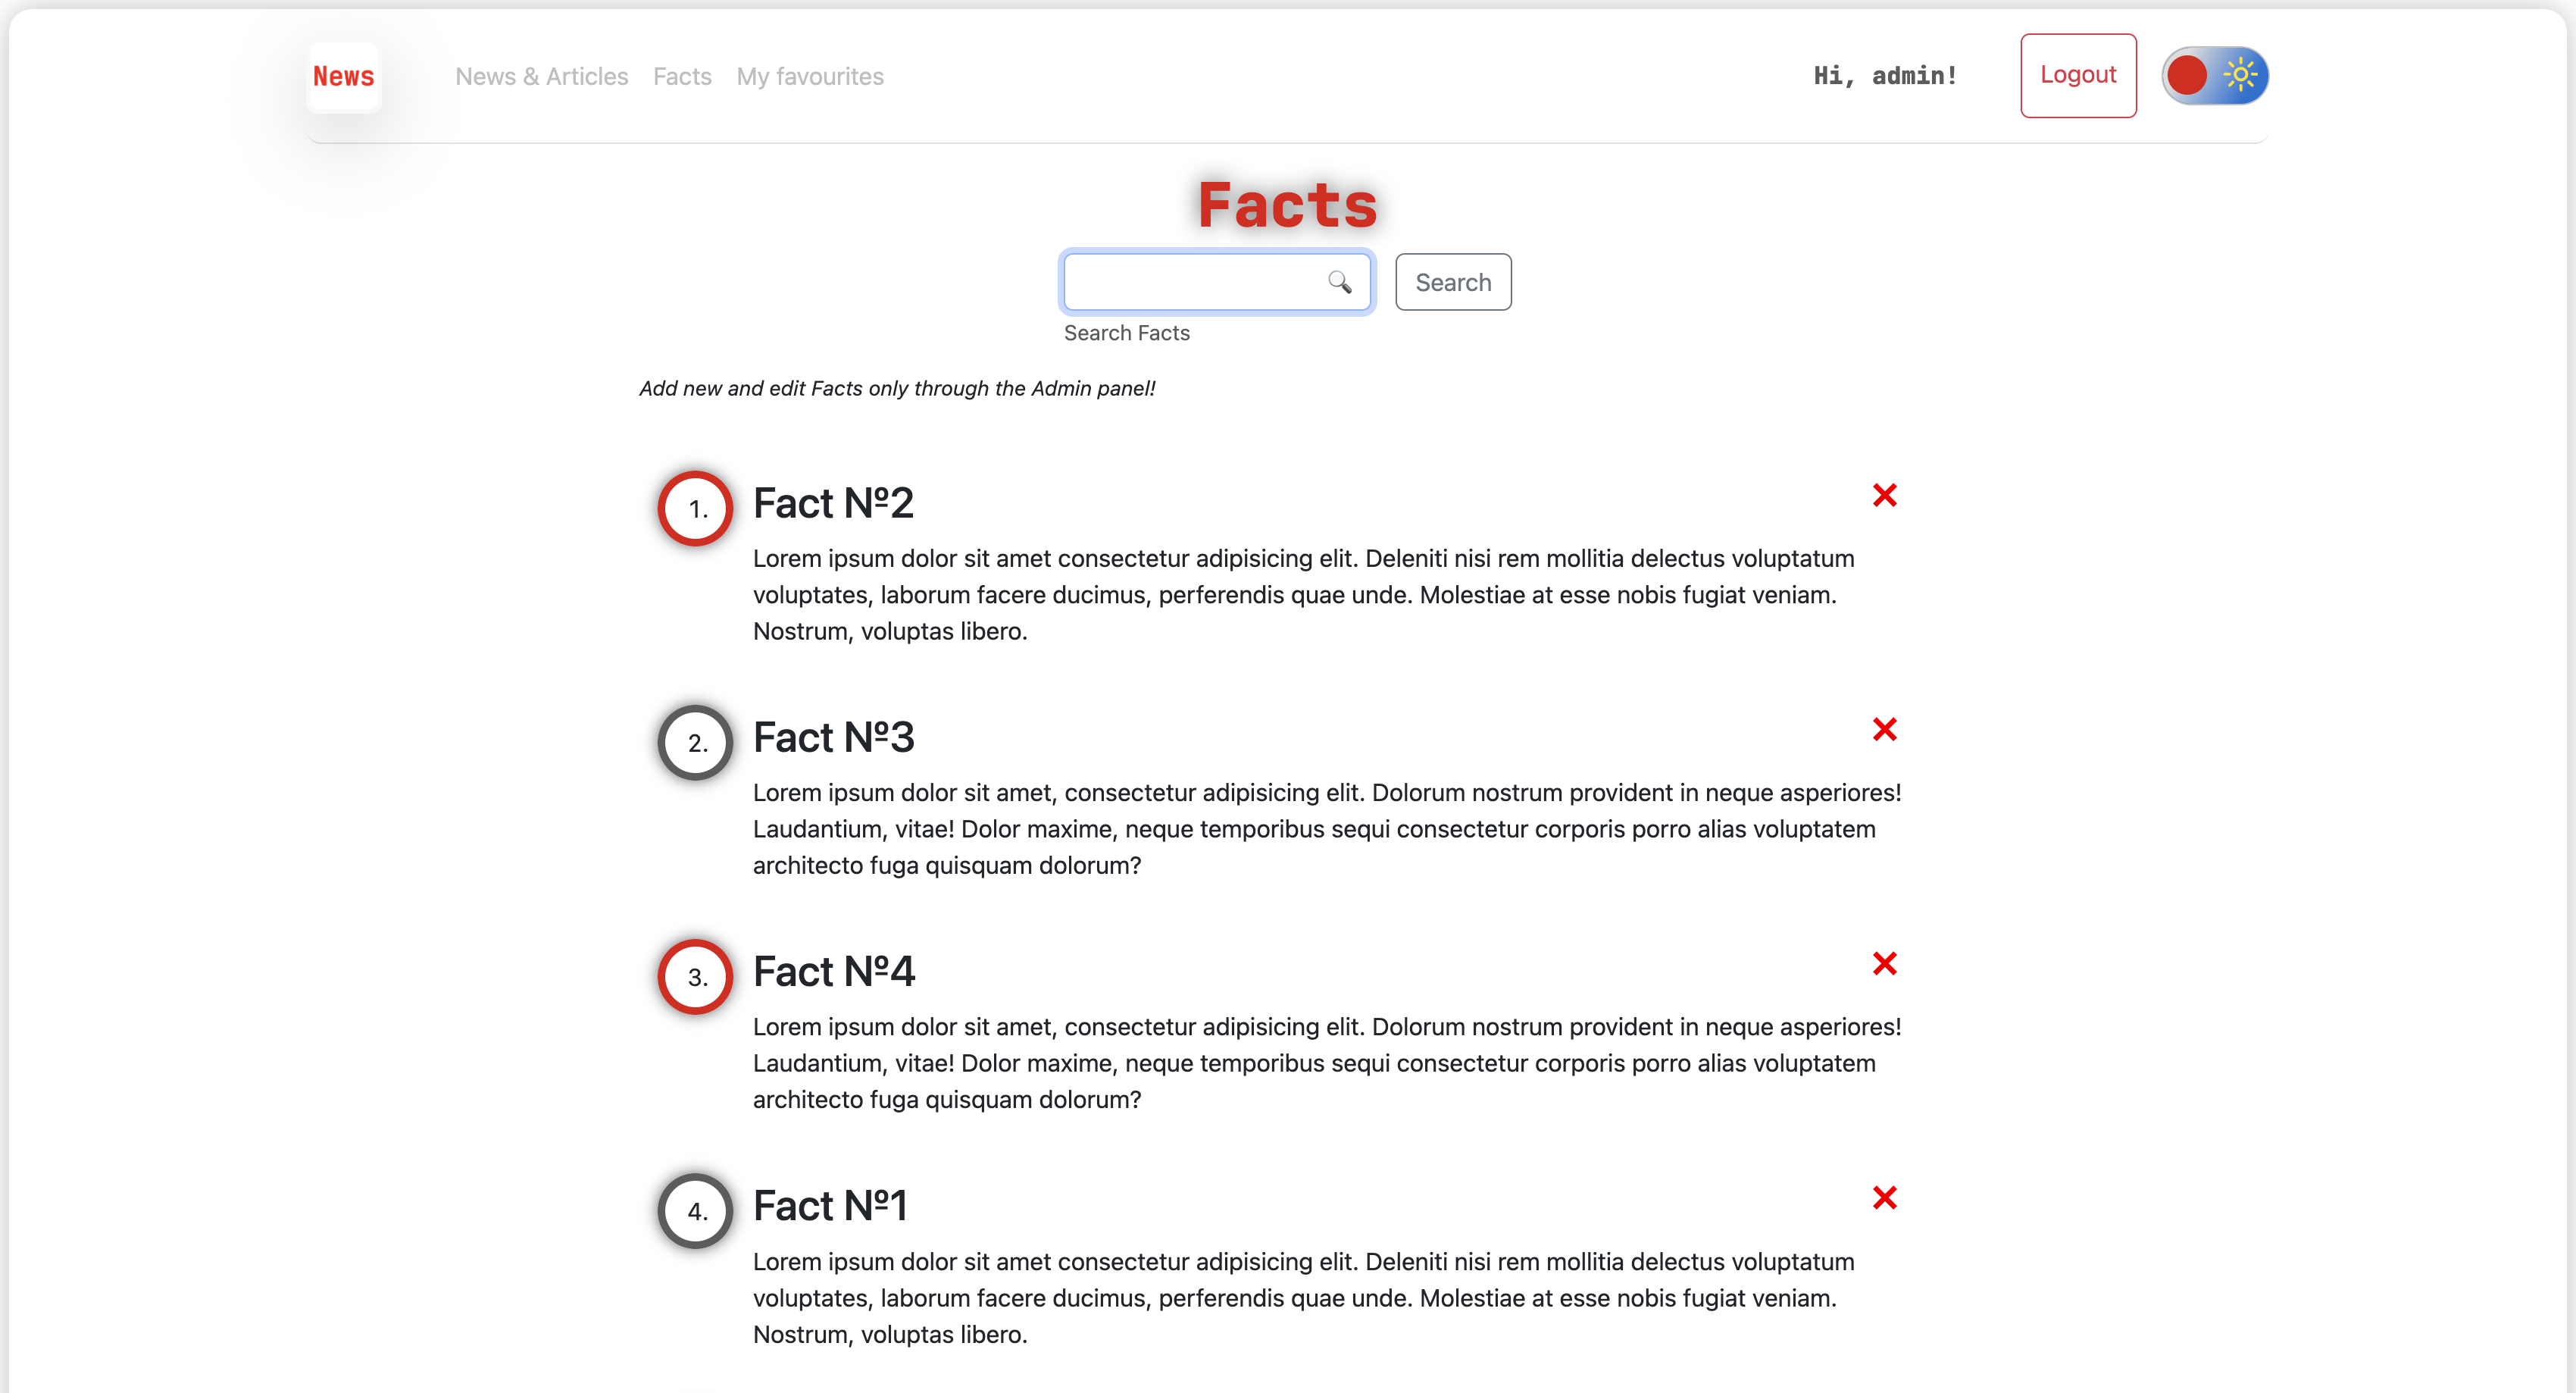 News
News & Articles
Facts
My favourites
Hi, admin!
Logout
Facts
Search
Search Facts
Add new and edit Facts only through the Admin panel!
1.
Fact Nº2
Lorem ipsum dolor sit amet consectetur adipisicing elit. Deleniti nisi rem mollitia delectus voluptatum
voluptates, laborum facere ducimus, perferendis quae unde. Molestiae at esse nobis fugiat veniam.
Nostrum, voluptas libero.
2.
Fact Nº3
Lorem ipsum dolor sit amet, consectetur adipisicing elit. Dolorum nostrum provident in neque asperiores!
Laudantium, vitae! Dolor maxime, neque temporibus sequi consectetur corporis porro alias voluptatem
architecto fuga quisquam dolorum?
3.
Fact Nº4
Lorem ipsum dolor sit amet, consectetur adipisicing elit. Dolorum nostrum provident in neque asperiores!
Laudantium, vitae! Dolor maxime, neque temporibus sequi consectetur corporis porro alias voluptatem
architecto fuga quisquam dolorum?
4.
Fact Nº1
Lorem ipsum dolor sit amet consectetur adipisicing elit. Deleniti nisi rem mollitia delectus voluptatum
voluptates, laborum facere ducimus, perferendis quae unde. Molestiae at esse nobis fugiat veniam.
Nostrum, voluptas libero.